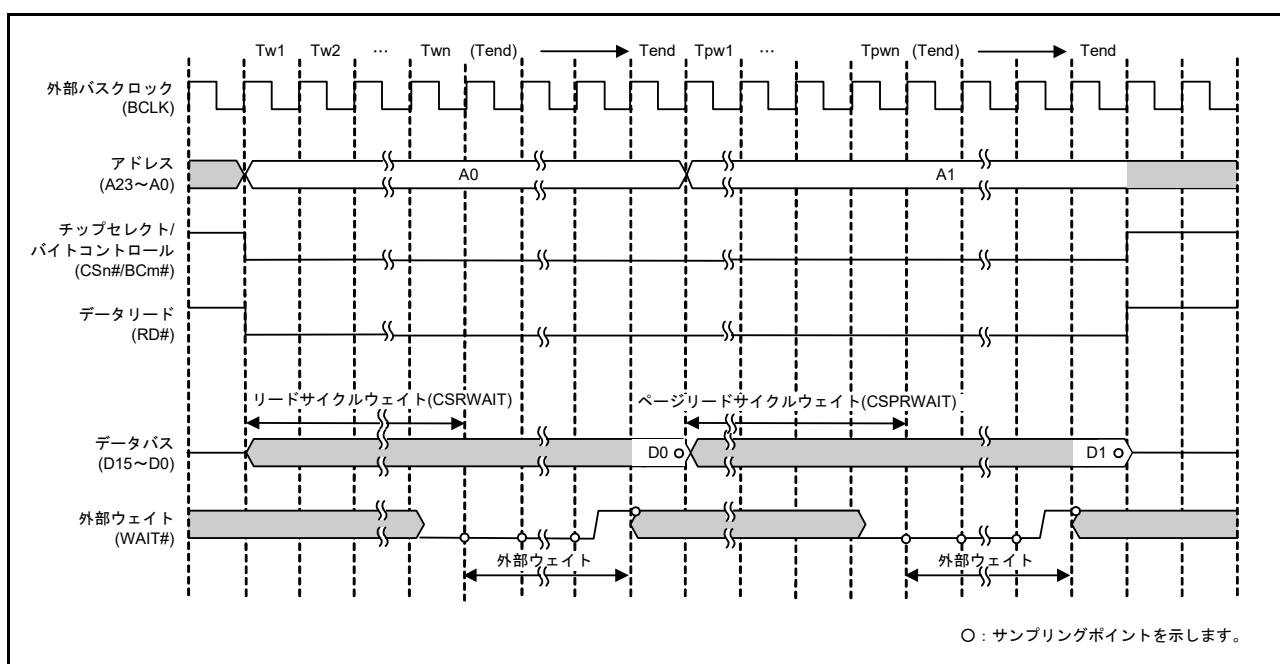 Tw1 Tw2 … Twn (Tend) Tend Tpw1 … Tpwn (Tend) Tend
外部バスクロック
(BCLK)
アドレス
(A23～A0)
A0 A1
チップセレクト/
バイトコントロール
(CSn#/BCm#)
データリード
(RD#)
リードサイクルウェイト(CSRWAIT) ページリードサイクルウェイト(CSPRWAIT)
データバス
(D15～D0)
D0 D1
外部ウェイト
(WAIT#)
外部ウェイト 外部ウェイト
：サンプリングポイントを示します。